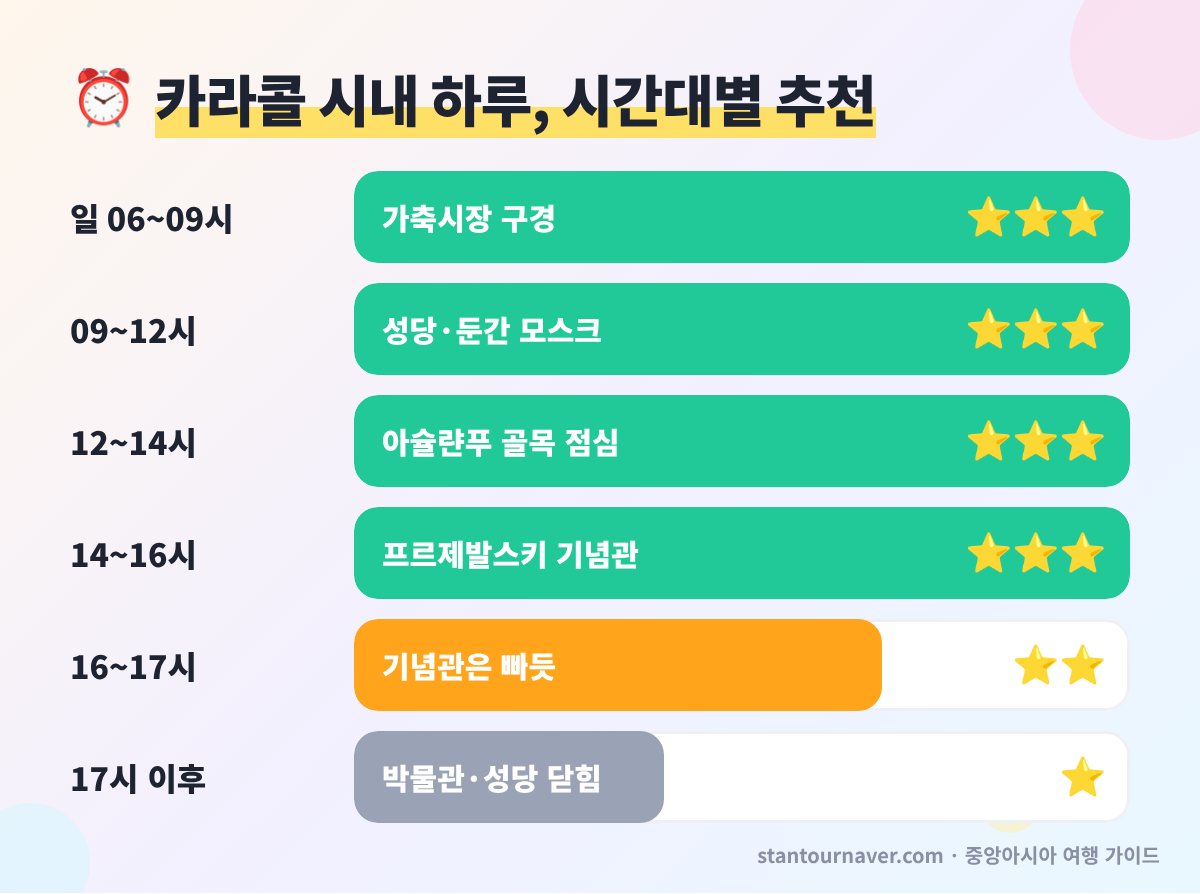 카라콜 시내 하루, 시간대별 추천
일 06~09시 가축시장 구경
09~12시 성당·둔간 모스크
12~14시 아슐랸푸 골목 점심
14~16시 프르제발스키 기념관
16~17시 기념관은 빠듯
17시 이후 박물관·성당 닫힘
stantournaver.com · 중앙아시아 여행 가이드